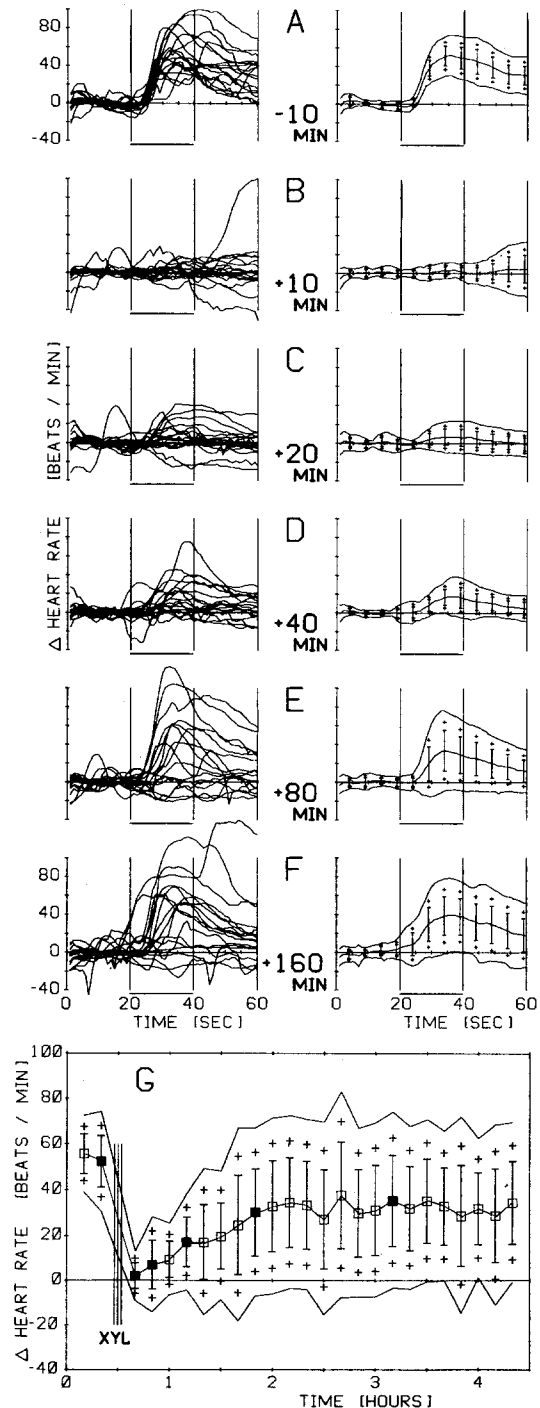 80
40
0
-40
A
-10
MIN
B
+10
MIN
C
+20
MIN
D
+40
MIN
E
+80
MIN
F
+160
MIN
Δ HEART RATE [BEATS / MIN]
80
40
0
-40
0 20 40 60
TIME [SEC]
0 20 40 60
TIME [SEC]
G
Δ HEART RATE [BEATS / MIN]
100
80
60
40
20
0
-20
-40
XYL
0 1 2 3 4
TIME [HOURS]